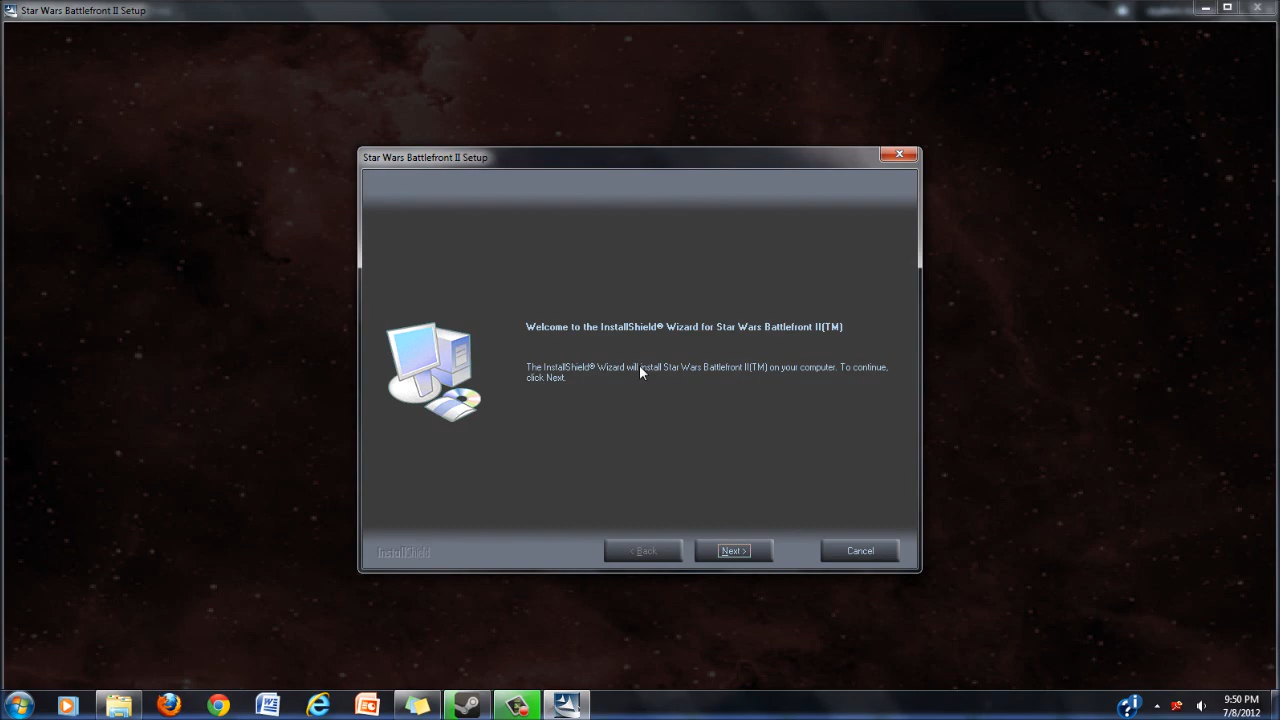 Star Wars Battlefront II Setup
Star Wars Battlefront II Setup
Welcome to the InstallShield® Wizard for Star Wars Battlefront II(TM)
The InstallShield® Wizard will install Star Wars Battlefront II(TM) on your computer. To continue,
click Next.
InstallShield
< Back
Next >
Cancel
9:50 PM
7/8/2012